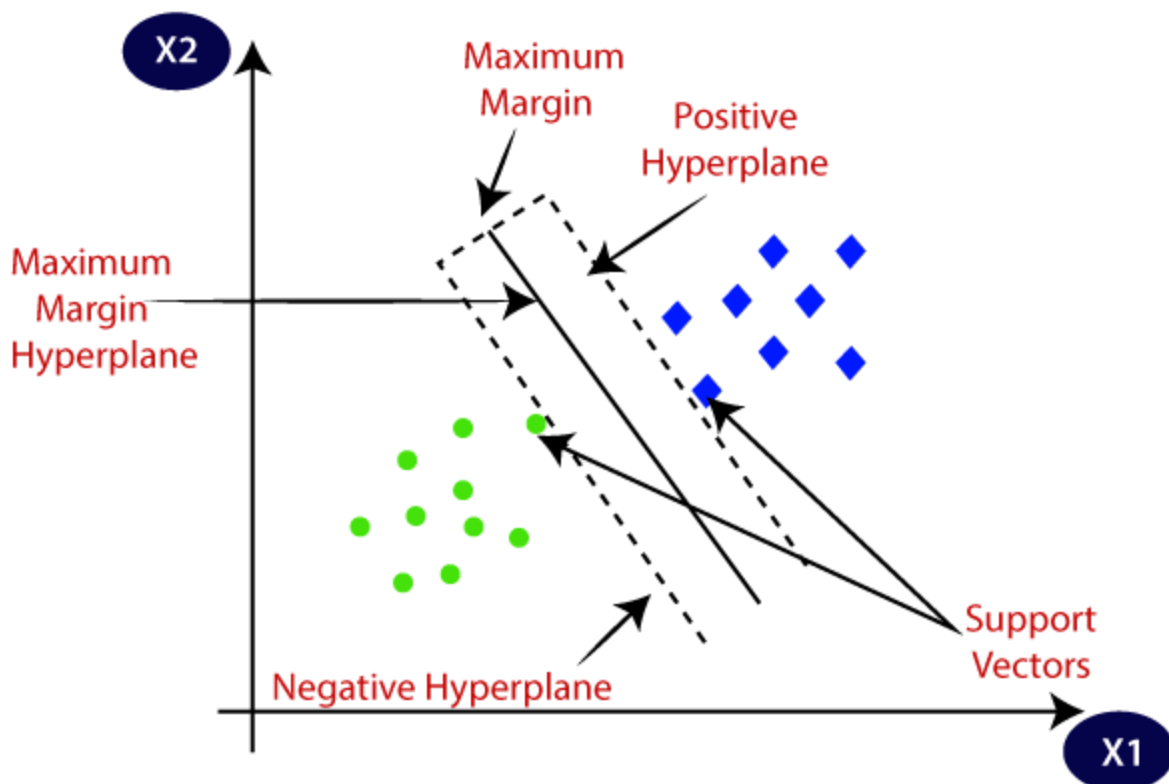 X2
Maximum
Margin
Positive
Hyperplane
Maximum
Margin
Hyperplane
Support
Vectors
Negative Hyperplane
X1